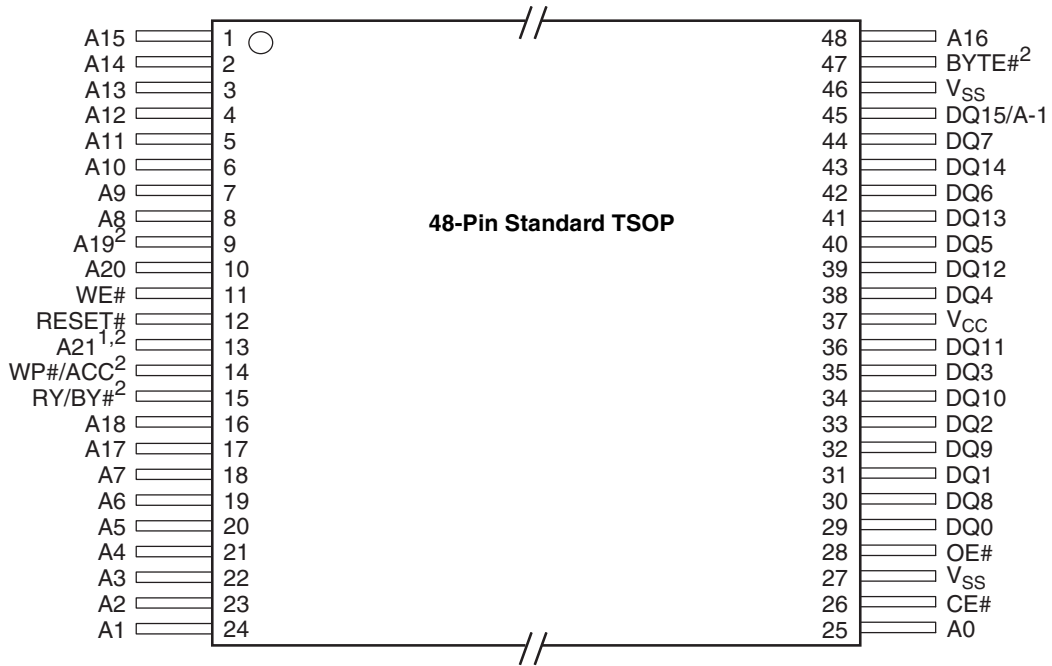 A15 1 48 A16
A14 2 47 BYTE#2
A13 3 46 VSS
A12 4 45 DQ15/A-1
A11 5 44 DQ7
A10 6 43 DQ14
A9 7 42 DQ6
A8 8 48-Pin Standard TSOP 41 DQ13
A192 9 40 DQ5
A20 10 39 DQ12
WE# 11 38 DQ4
RESET# 12 37 VCC
A211,2 13 36 DQ11
WP#/ACC2 14 35 DQ3
RY/BY#2 15 34 DQ10
A18 16 33 DQ2
A17 17 32 DQ9
A7 18 31 DQ1
A6 19 30 DQ8
A5 20 29 DQ0
A4 21 28 OE#
A3 22 27 VSS
A2 23 26 CE#
A1 24 25 A0